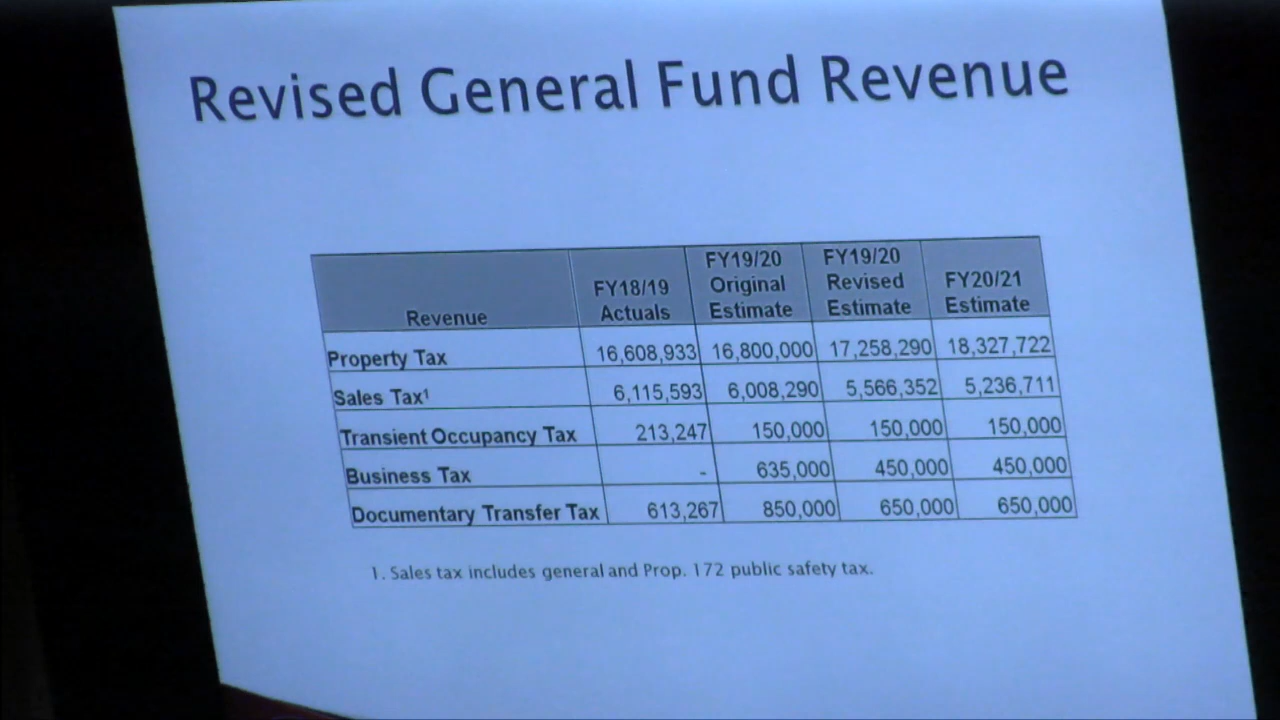 Revised General Fund Revenue
Revenue FY18/19 Actuals FY19/20 Original Estimate FY19/20 Revised Estimate FY20/21 Estimate
Property Tax 16,608,933 16,800,000 17,258,290 18,327,722
Sales Tax¹ 6,115,593 6,008,290 5,566,352 5,236,711
Transient Occupancy Tax 213,247 150,000 150,000 150,000
Business Tax - 635,000 450,000 450,000
Documentary Transfer Tax 613,267 850,000 650,000 650,000
1. Sales tax includes general and Prop. 172 public safety tax.